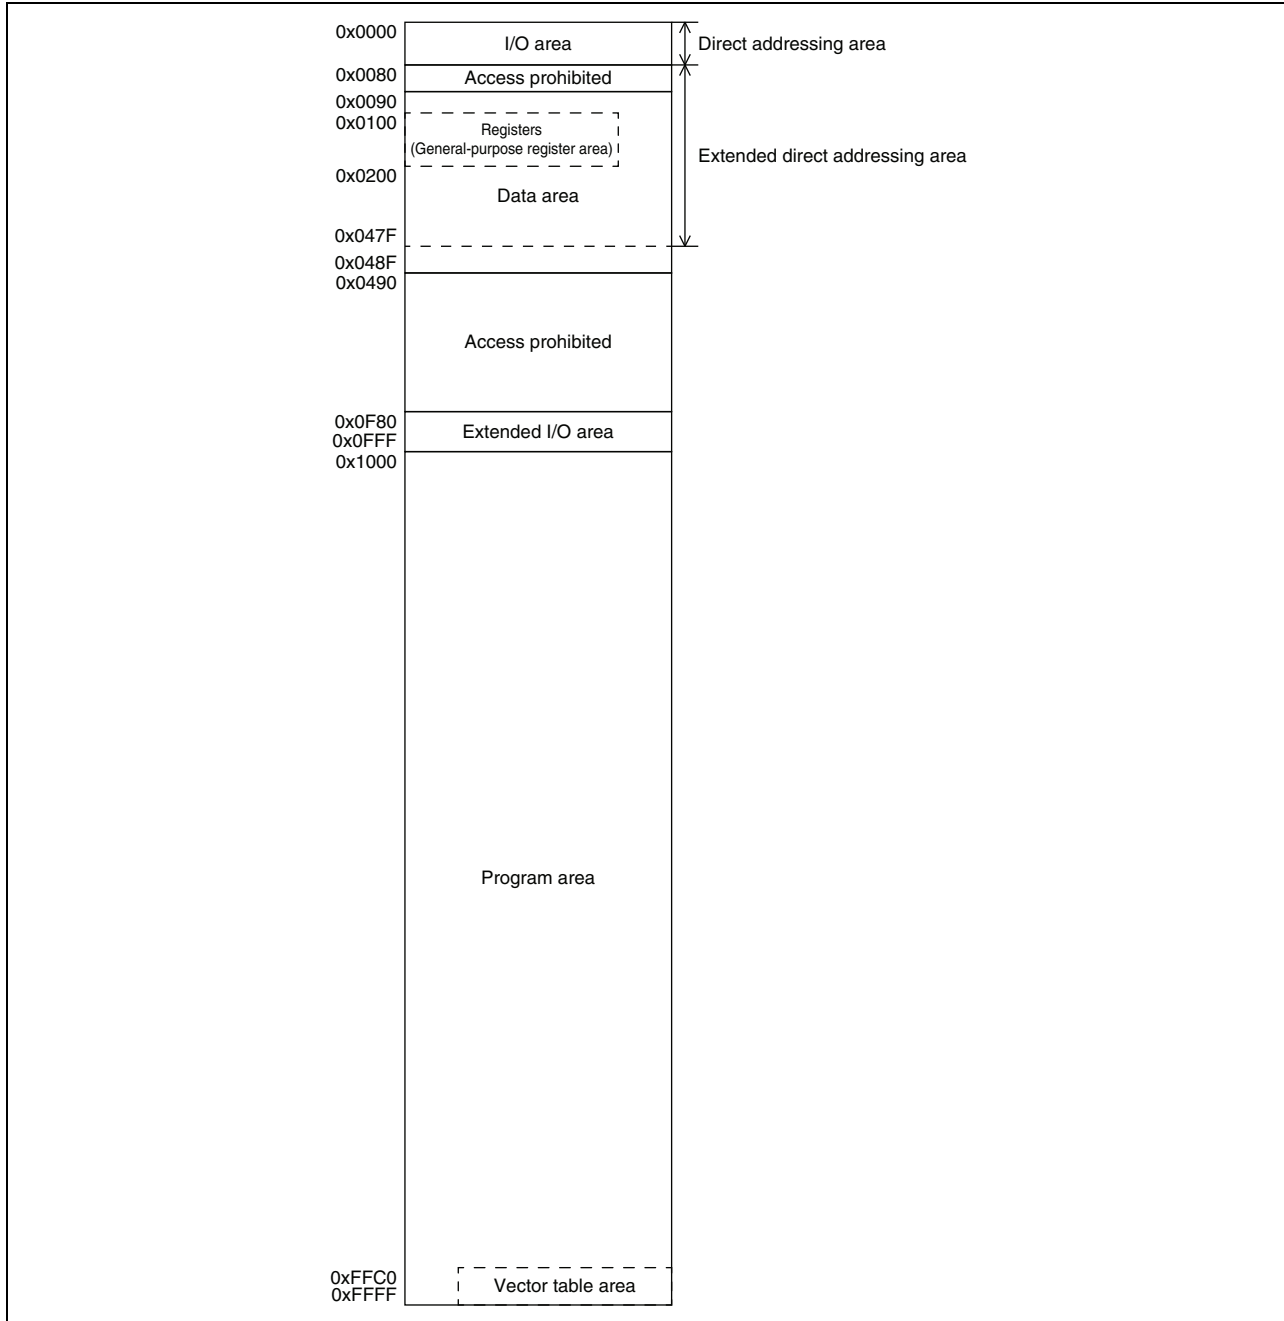 0x0000
I/O area
Direct addressing area
0x0080
Access prohibited
0x0090
0x0100
Registers
(General-purpose register area)
Extended direct addressing area
0x0200
Data area
0x047F
0x048F
0x0490
Access prohibited
0x0F80
Extended I/O area
0x0FFF
0x1000
Program area
0xFFC0
Vector table area
0xFFFF